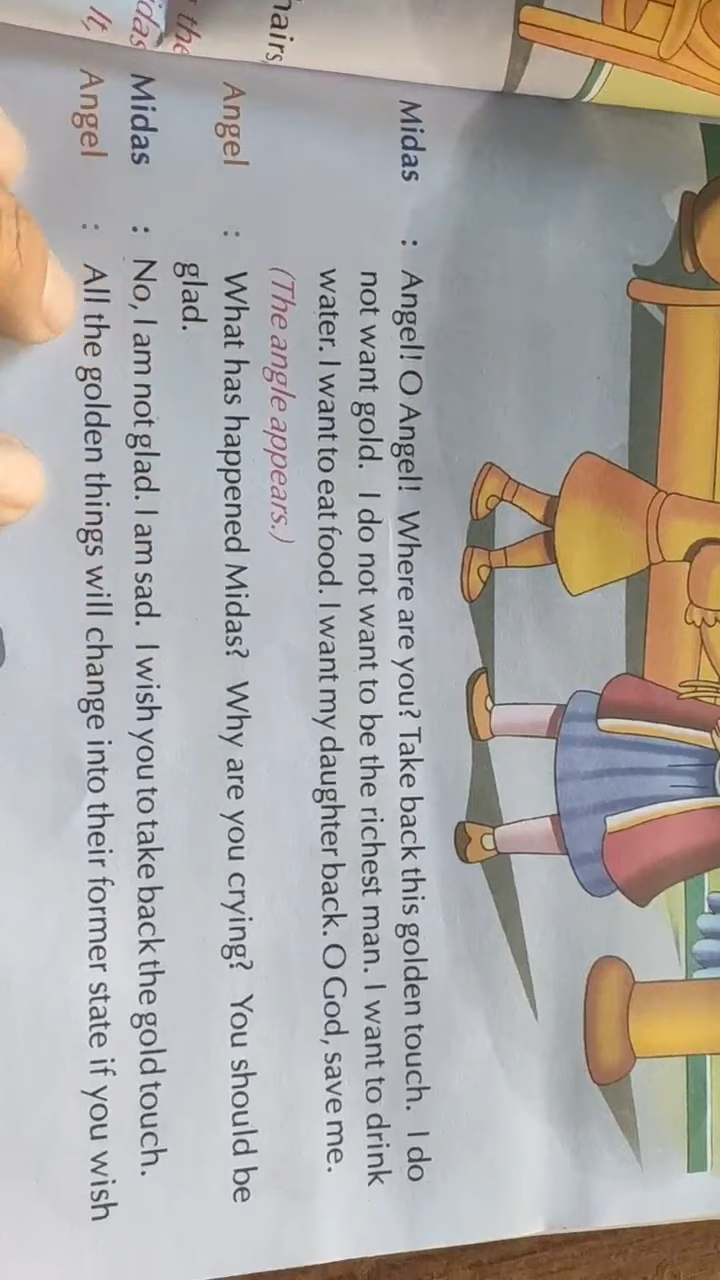 Midas : Angel! O Angel! Where are you? Take back this golden touch. I do
not want gold. I do not want to be the richest man. I want to drink
water. I want to eat food. I want my daughter back. O God, save me.
(The angle appears.)
Angel : What has happened Midas? Why are you crying? You should be
glad.
Midas : No, I am not glad. I am sad. I wish you to take back the gold touch.
Angel : All the golden things will change into their former state if you wish
hairs
the
It,